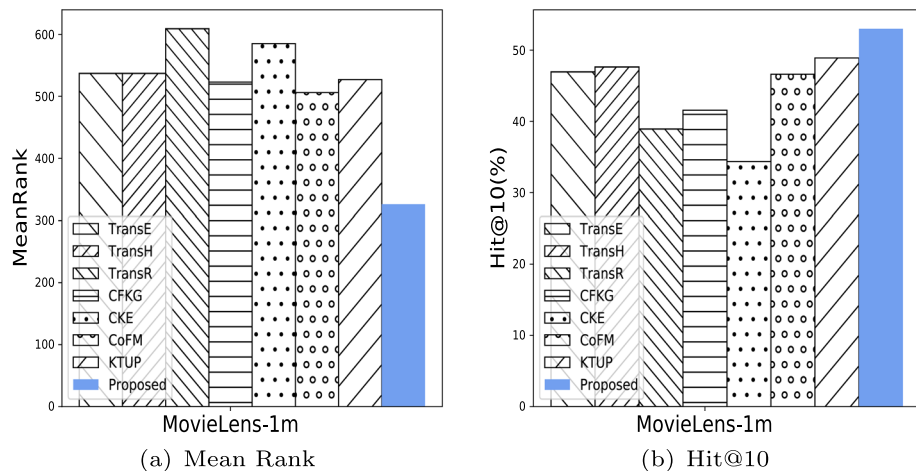 600
500
400
300
200
100
0
MeanRank
TransE
TransH
TransR
CFKG
CKE
CoFM
KTUP
Proposed
MovieLens-1m
(a) Mean Rank
50
40
30
20
10
0
Hit@10(%)
TransE
TransH
TransR
CFKG
CKE
CoFM
KTUP
Proposed
MovieLens-1m
(b) Hit@10